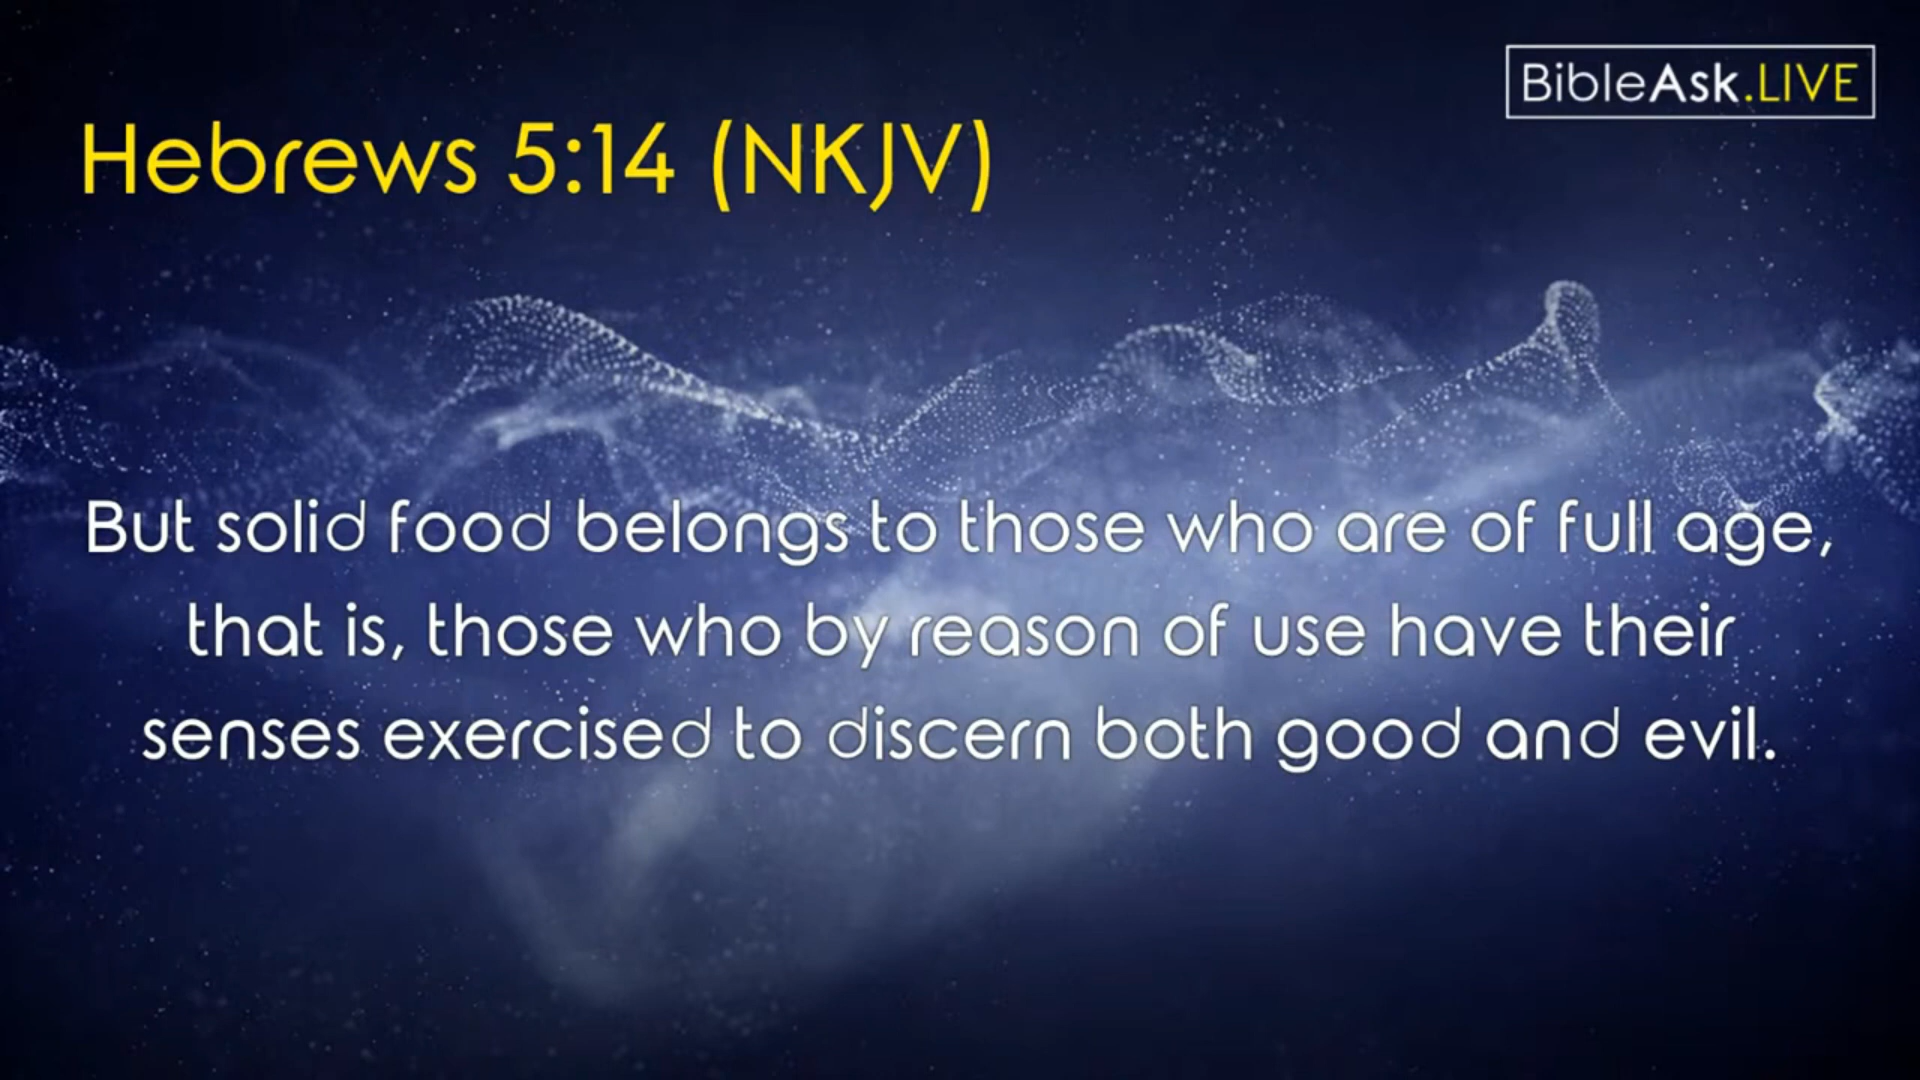 BibleAsk.LIVE
Hebrews 5:14 (NKJV)
But solid food belongs to those who are of full age,
that is, those who by reason of use have their
senses exercised to discern both good and evil.